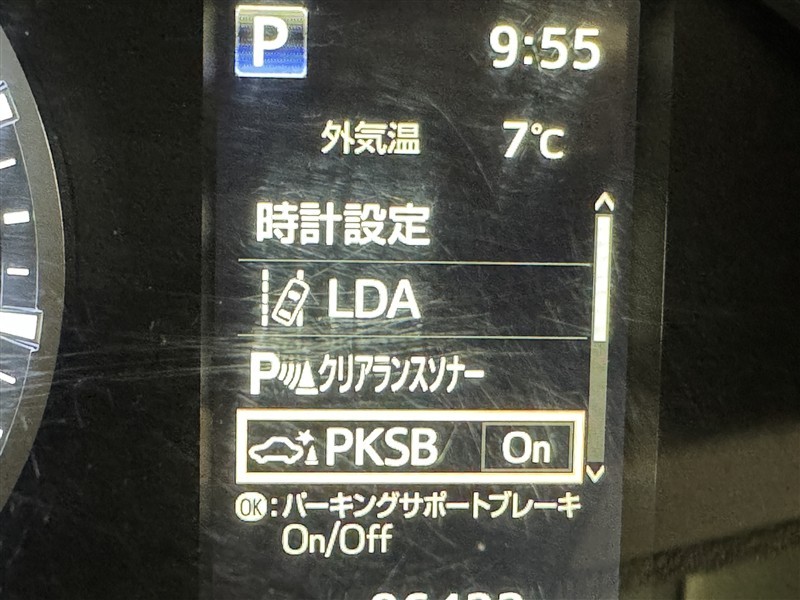 P 9:55
外気温 7℃
時計設定
LDA
P クリアランスソナー
PKSB On
OK:パーキングサポートブレーキ
On/Off